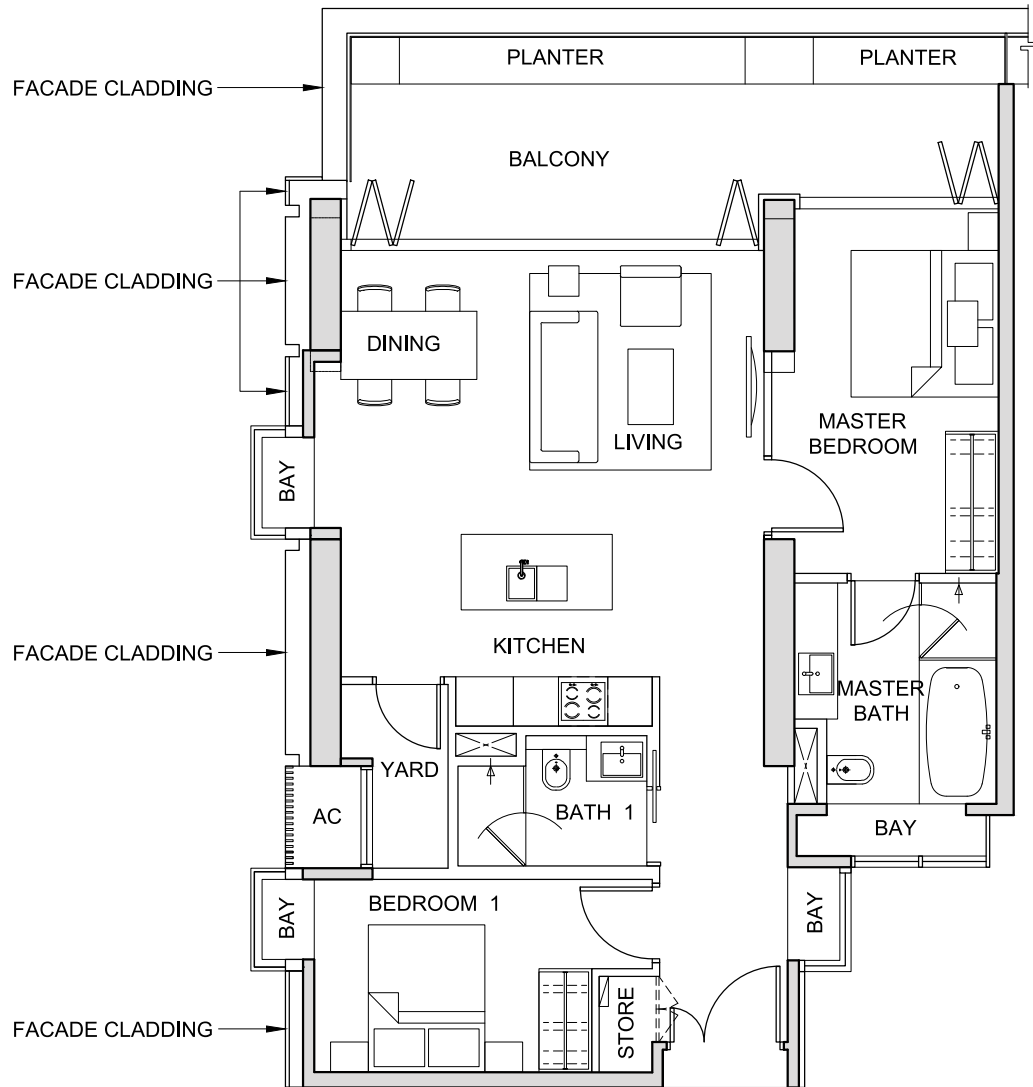 PLANTER
PLANTER
FACADE CLADDING
BALCONY
FACADE CLADDING
DINING
LIVING
MASTER
BEDROOM
BAY
KITCHEN
FACADE CLADDING
MASTER
BATH
YARD
AC
BATH 1
BAY
BEDROOM 1
BAY
BAY
STORE
FACADE CLADDING